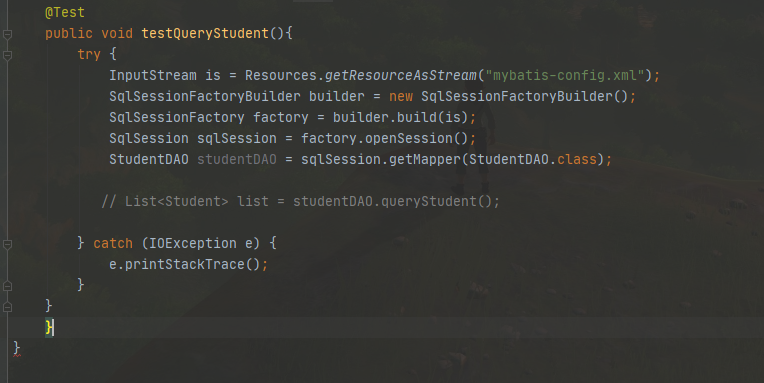 @Test
public void testQueryStudent(){
try {
InputStream is = Resources.getResourceAsStream("mybatis-config.xml");
SqlSessionFactoryBuilder builder = new SqlSessionFactoryBuilder();
SqlSessionFactory factory = builder.build(is);
SqlSession sqlSession = factory.openSession();
StudentDAO studentDAO = sqlSession.getMapper(StudentDAO.class);
// List<Student> list = studentDAO.queryStudent();
} catch (IOException e) {
e.printStackTrace();
}
}
}
}